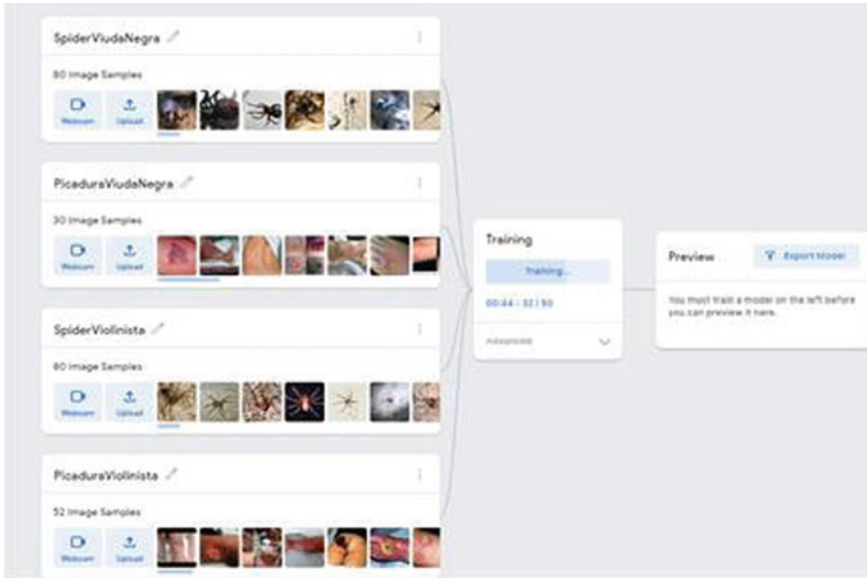 SpiderViudaNegra
80 Image Samples
Webcam
Upload
PicaduraViudaNegra
30 Image Samples
Webcam
Upload
SpiderViolinista
80 Image Samples
Webcam
Upload
PicaduraViolinista
52 Image Samples
Webcam
Upload
Training
Training...
00:44 - 32 / 50
Advanced
Preview
Export Model
You must train a model on the left before
you can preview it here.